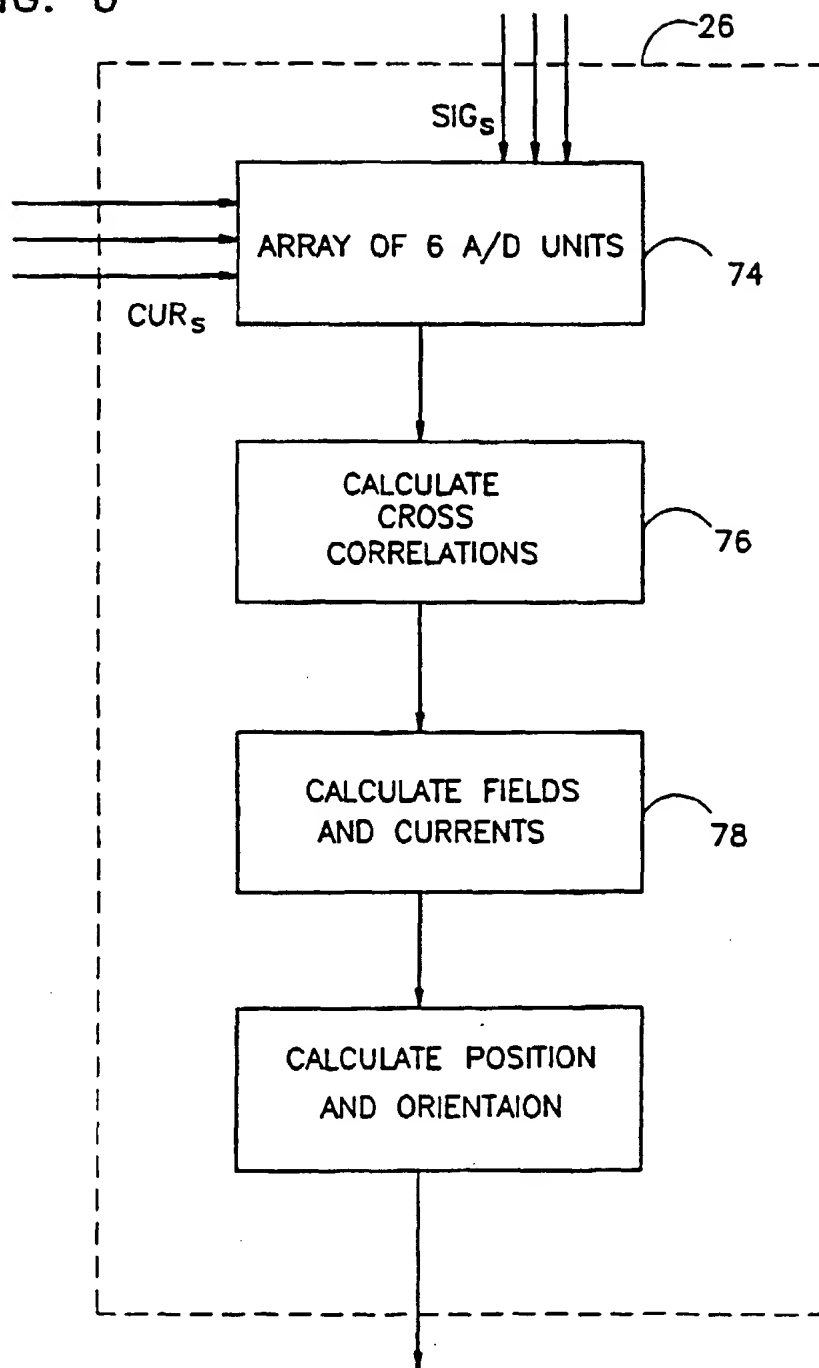 26
SIGs
ARRAY OF 6 A/D UNITS
74
CURs
CALCULATE
CROSS
CORRELATIONS
76
CALCULATE FIELDS
AND CURRENTS
78
CALCULATE POSITION
AND ORIENTAION